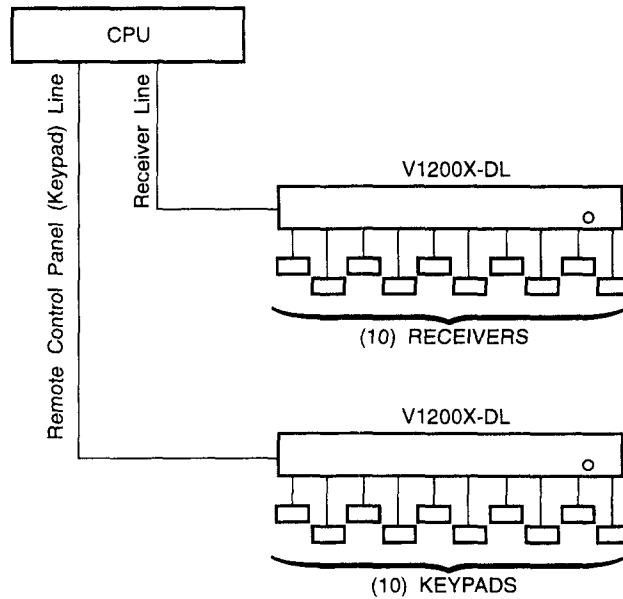 CPU
Remote Control Panel (Keypad) Line
Receiver Line
V1200X-DL
(10) RECEIVERS
V1200X-DL
(10) KEYPADS